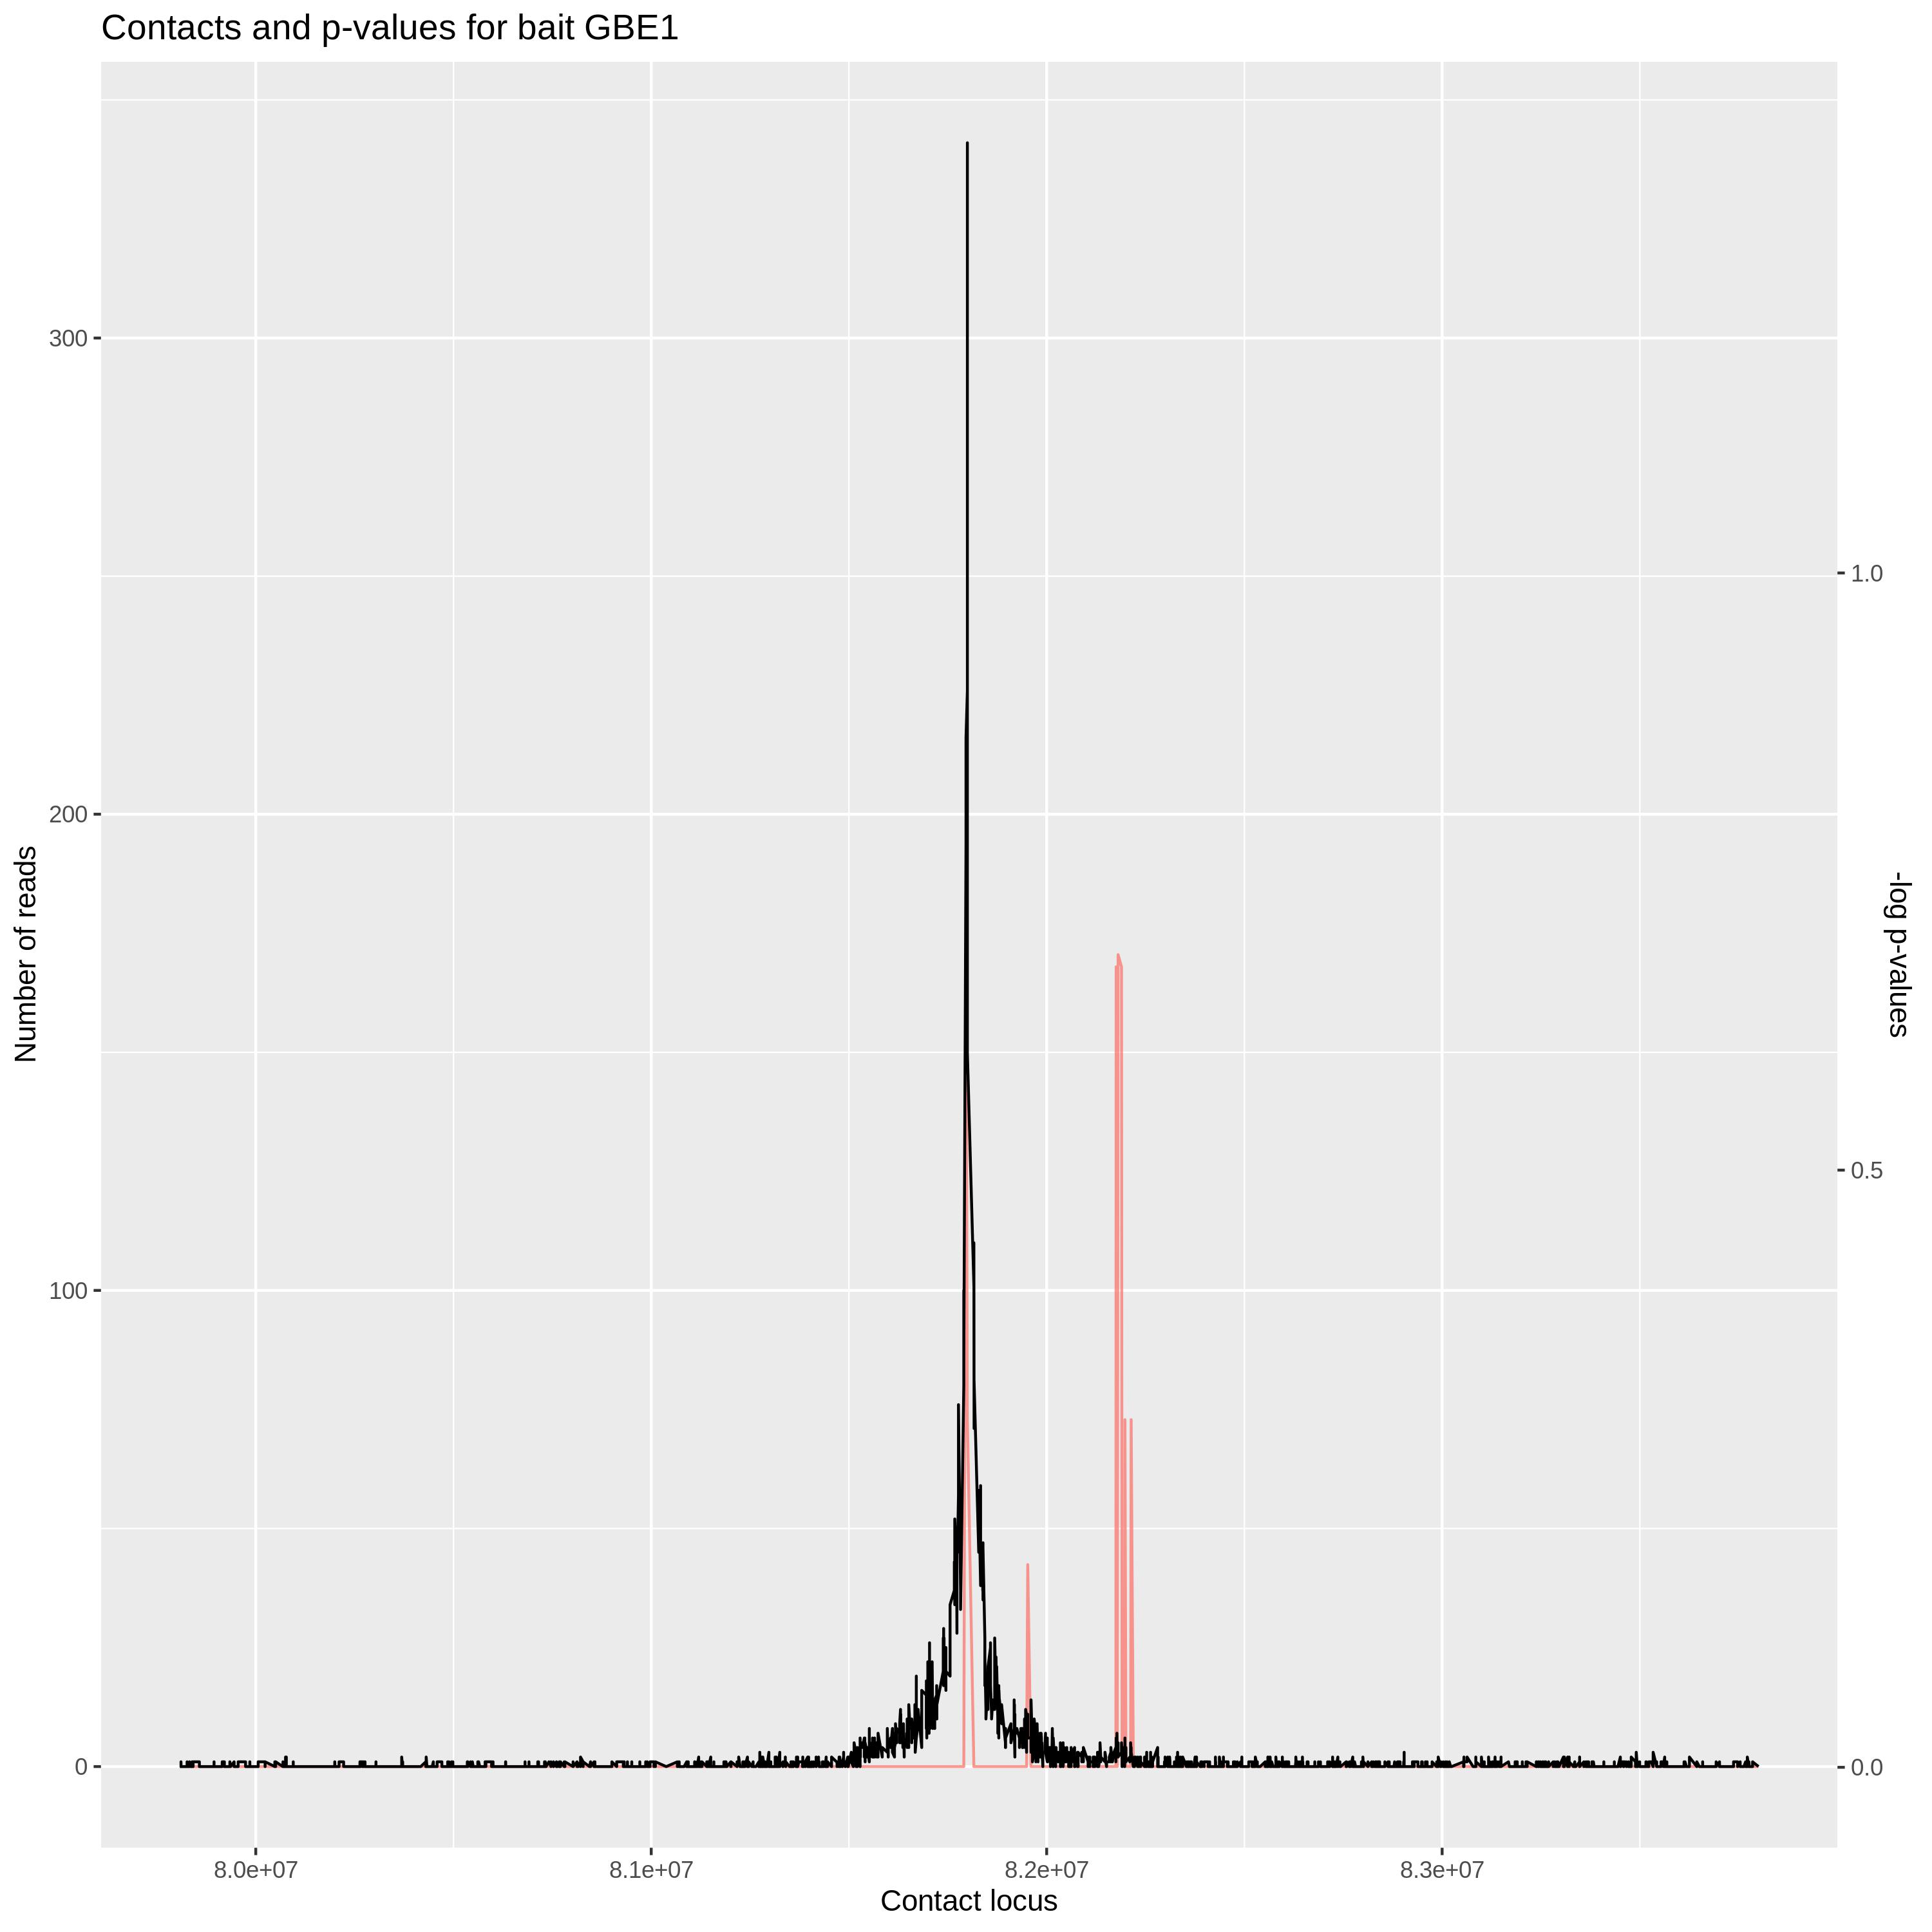 Contacts and p-values for bait GBE1
Number of reads
300
200
100
0
1.0
0.5
0.0
-log p-values
8.0e+07
8.1e+07
8.2e+07
8.3e+07
Contact locus